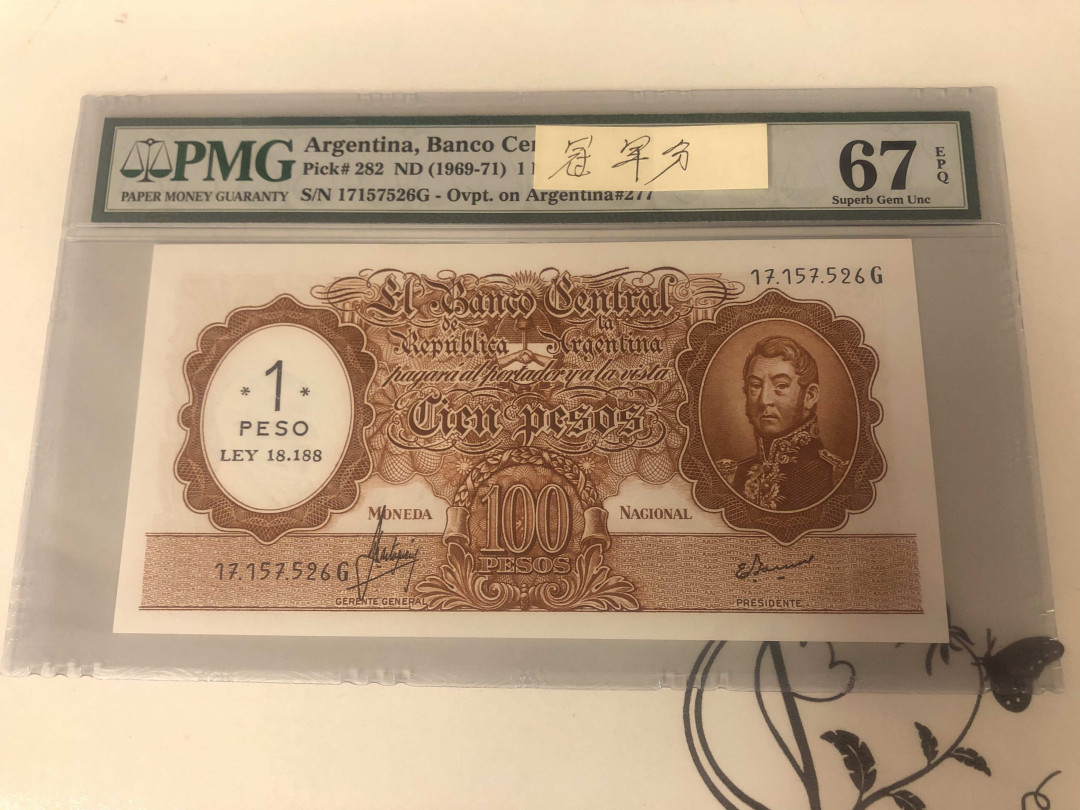 PMG
PAPER MONEY GUARANTY
Argentina, Banco Cen
Pick# 282 ND (1969-71) 1
S/N 17157526G - Ovpt. on Argentina#277
冠军分
67
EPQ
Superb Gem Unc
17.157.526 G
El Banco Central
de la
República Argentina
pagará al portador y a la vista
Cien pesos
* 1 *
PESO
LEY 18.188
MONEDA
100
PESOS
NACIONAL
17.157.526 G
GERENTE GENERAL
PRESIDENTE